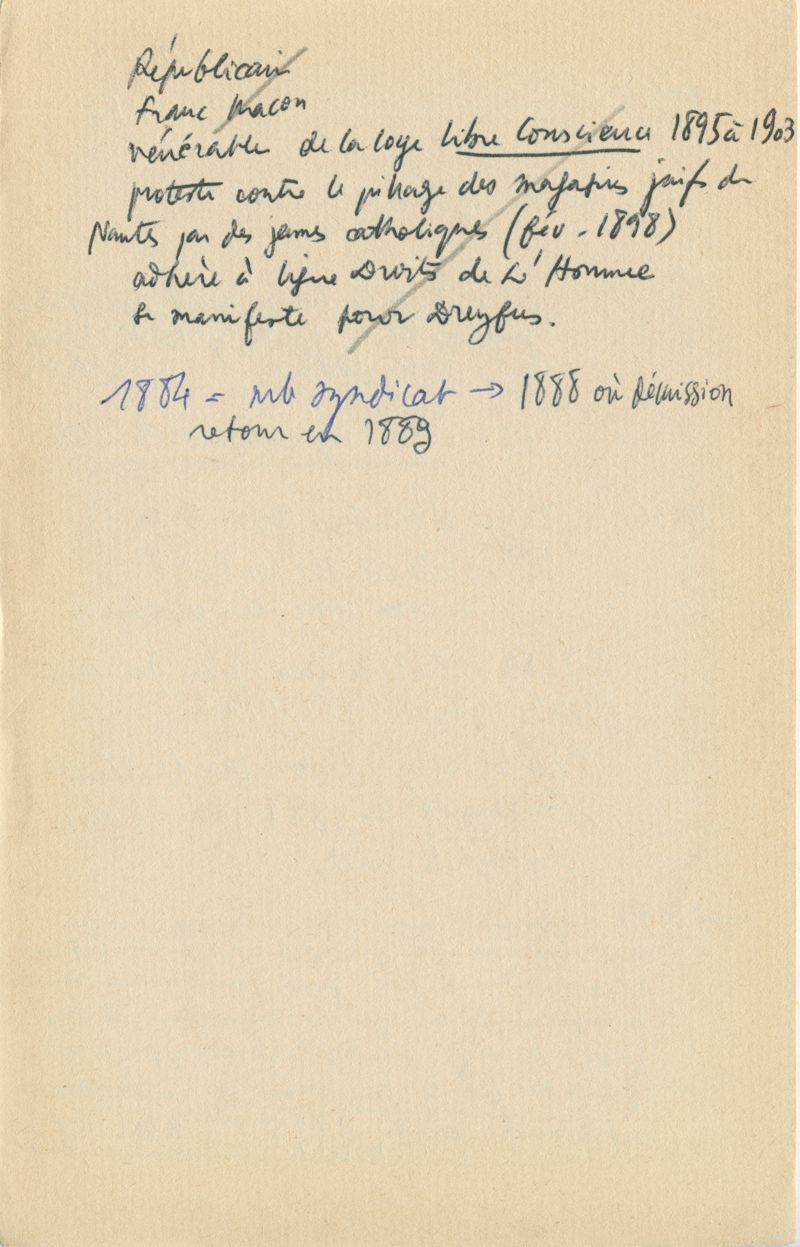 Républicain
franc maçon
vénérable de la loge libre Conscience 1895 à 1903
proteste contre le pillage des magasins juifs de
Nantes par des jeunes catholiques (fév. 1898)
adhère à ligue Droits de L'Homme
se manifeste pour Dreyfus.
1884 = mb syndicat → 1888 où Démission
retour en 1889